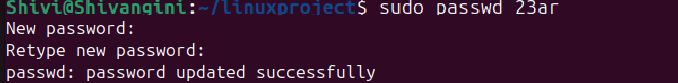 Shivi@Shivangini:~/linuxproject$ sudo passwd 23ar
New password:
Retype new password:
passwd: password updated successfully